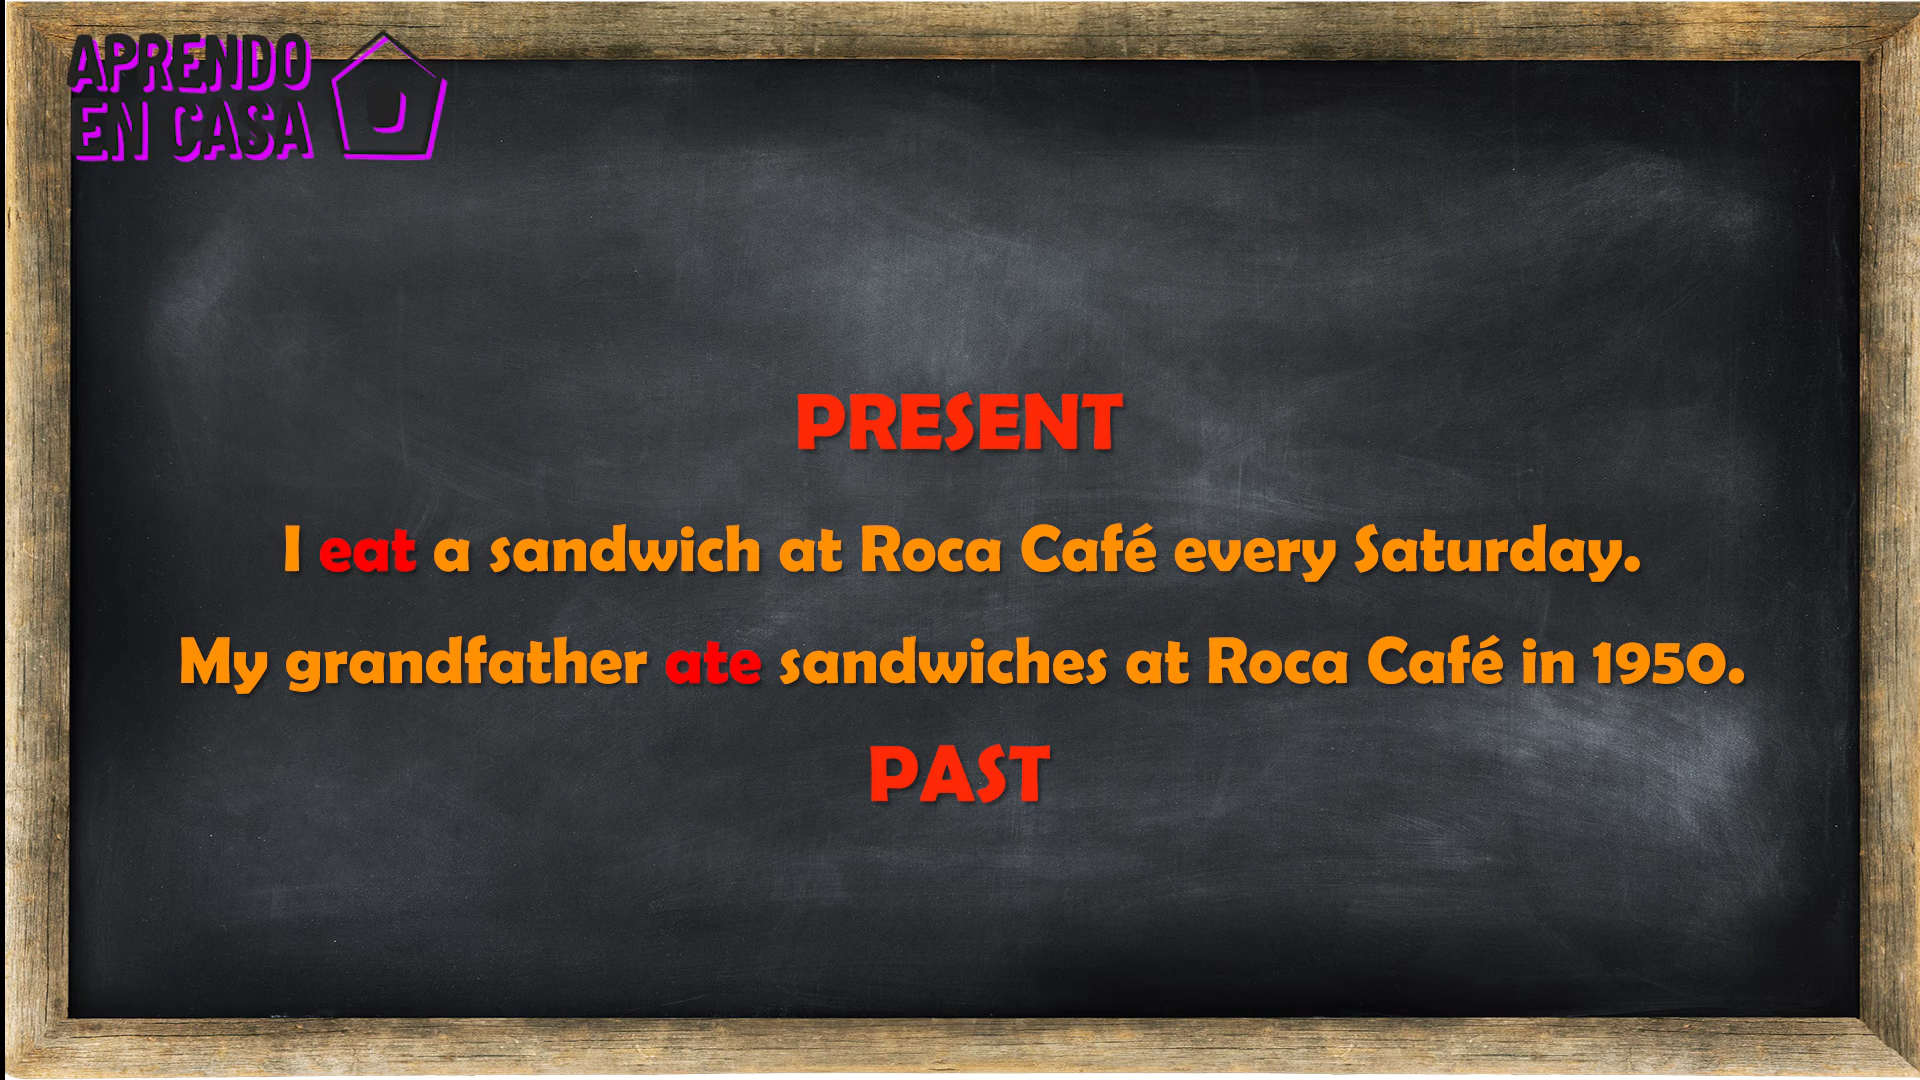 APRENDO
EN CASA
PRESENT
I eat a sandwich at Roca Café every Saturday.
My grandfather ate sandwiches at Roca Café in 1950.
PAST